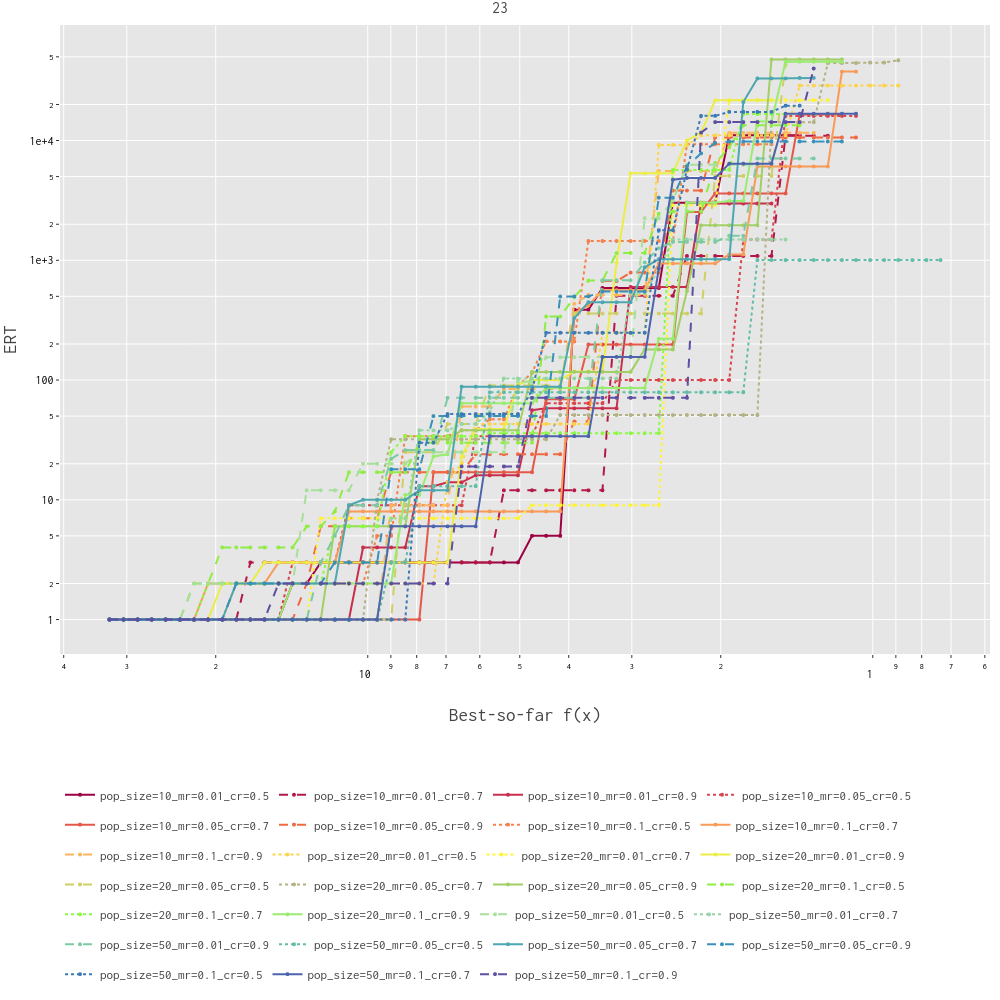 23
5
2
1e+4
5
2
1e+3
5
2
100
5
2
10
5
2
1
ERT
4 3 2 10 9 8 7 6 5 4 3 2 1 9 8 7 6
Best-so-far f(x)
pop_size=10_mr=0.01_cr=0.5 pop_size=10_mr=0.01_cr=0.7 pop_size=10_mr=0.01_cr=0.9 pop_size=10_mr=0.05_cr=0.5
pop_size=10_mr=0.05_cr=0.7 pop_size=10_mr=0.05_cr=0.9 pop_size=10_mr=0.1_cr=0.5 pop_size=10_mr=0.1_cr=0.7
pop_size=10_mr=0.1_cr=0.9 pop_size=20_mr=0.01_cr=0.5 pop_size=20_mr=0.01_cr=0.7 pop_size=20_mr=0.01_cr=0.9
pop_size=20_mr=0.05_cr=0.5 pop_size=20_mr=0.05_cr=0.7 pop_size=20_mr=0.05_cr=0.9 pop_size=20_mr=0.1_cr=0.5
pop_size=20_mr=0.1_cr=0.7 pop_size=20_mr=0.1_cr=0.9 pop_size=50_mr=0.01_cr=0.5 pop_size=50_mr=0.01_cr=0.7
pop_size=50_mr=0.01_cr=0.9 pop_size=50_mr=0.05_cr=0.5 pop_size=50_mr=0.05_cr=0.7 pop_size=50_mr=0.05_cr=0.9
pop_size=50_mr=0.1_cr=0.5 pop_size=50_mr=0.1_cr=0.7 pop_size=50_mr=0.1_cr=0.9